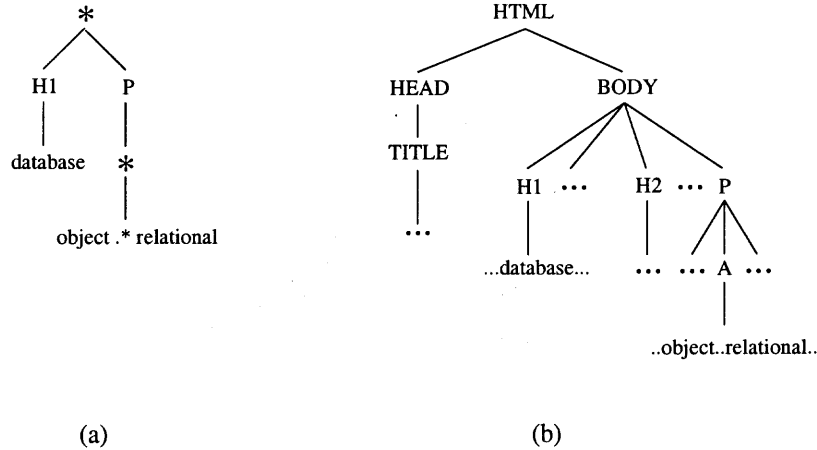 * HTML
H1 P HEAD BODY
database * TITLE
H1 ... H2 ... P
object .* relational ...
...database... ... ... A ...
..object..relational..
(a) (b)